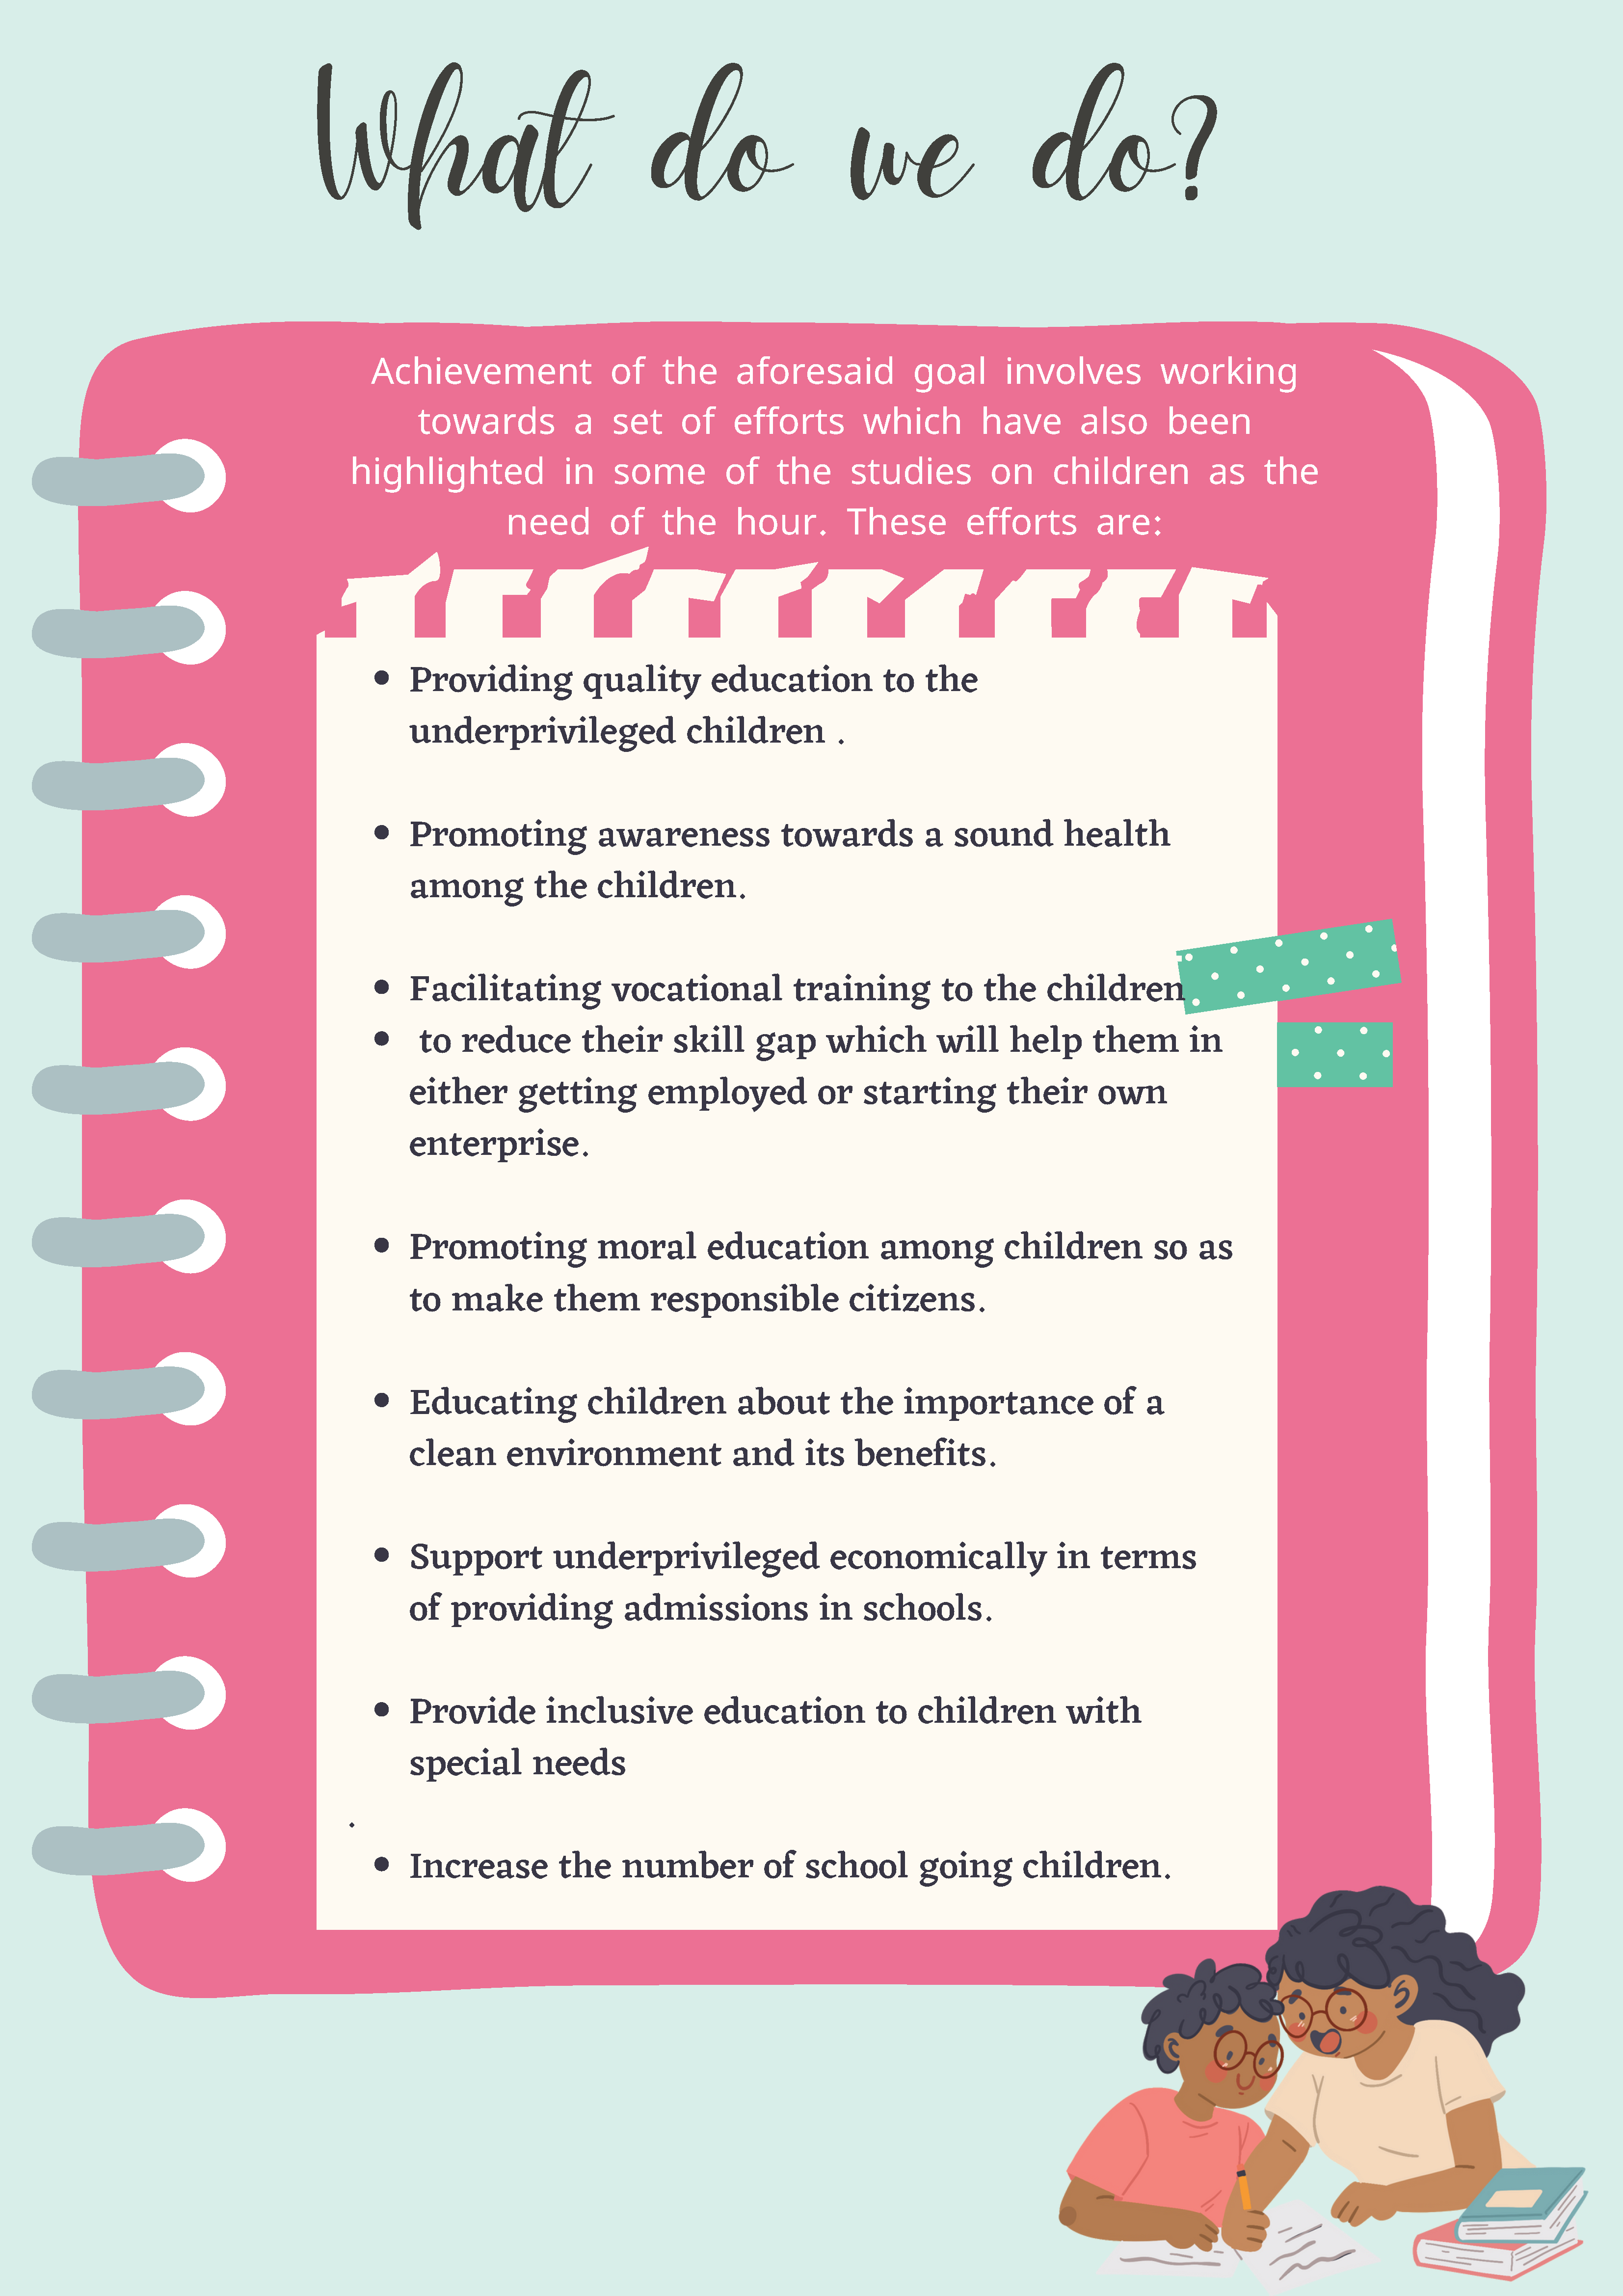 What do we do?
Achievement of the aforesaid goal involves working
towards a set of efforts which have also been
highlighted in some of the studies on children as the
need of the hour. These efforts are:
• Providing quality education to the
underprivileged children .
• Promoting awareness towards a sound health
among the children.
• Facilitating vocational training to the children
• to reduce their skill gap which will help them in
either getting employed or starting their own
enterprise.
• Promoting moral education among children so as
to make them responsible citizens.
• Educating children about the importance of a
clean environment and its benefits.
• Support underprivileged economically in terms
of providing admissions in schools.
• Provide inclusive education to children with
special needs
.
• Increase the number of school going children.